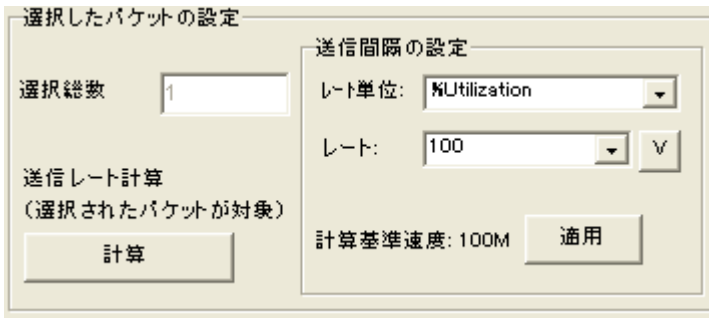 選択したパケットの設定
選択総数 1
送信レート計算
(選択されたパケットが対象)
計算
送信間隔の設定
レート単位: %Utilization
レート: 100 V
計算基準速度: 100M 適用